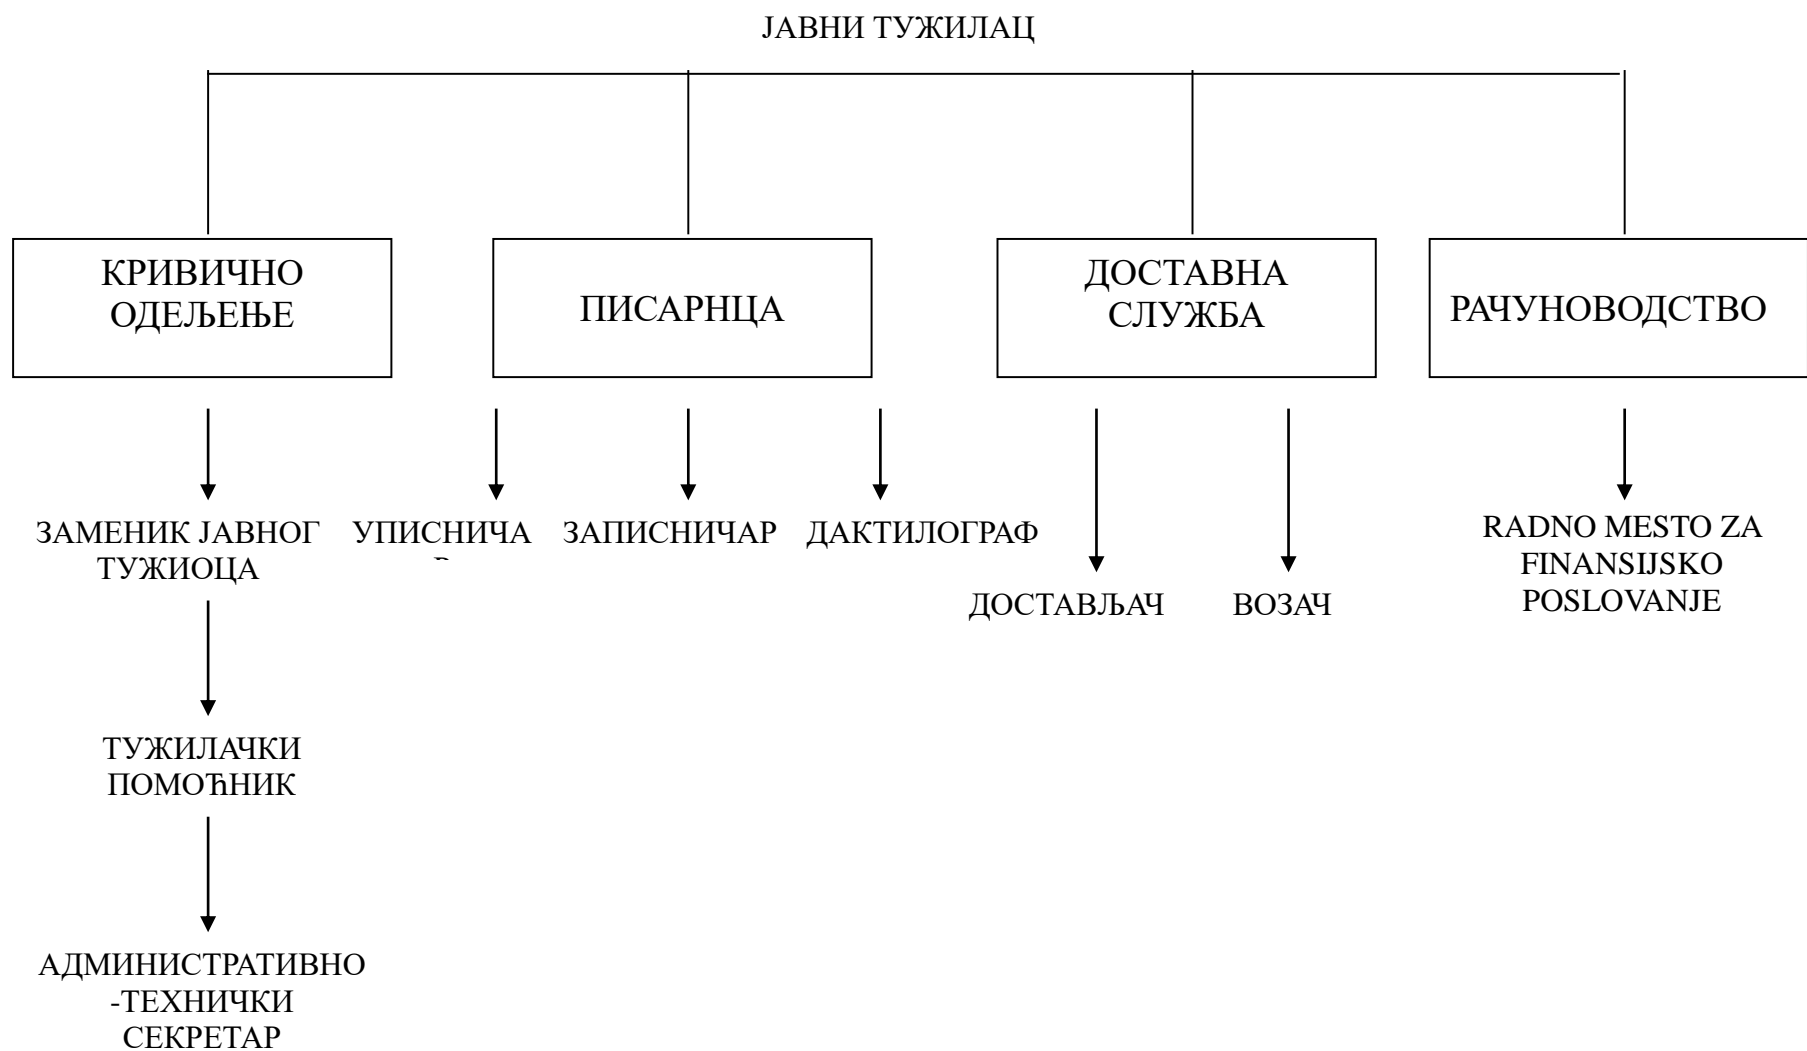 ЈАВНИ ТУЖИЛАЦ
КРИВИЧНО
ОДЕЉЕЊЕ
ПИСАРНЦА
ДОСТАВНА
СЛУЖБА
РАЧУНОВОДСТВО
ЗАМЕНИК ЈАВНОГ
ТУЖИОЦА
УПИСНИЧА
ЗАПИСНИЧАР
ДАКТИЛОГРАФ
ДОСТАВЉАЧ
ВОЗАЧ
RADNO MESTO ZA
FINANSIJSKO
POSLOVANJE
ТУЖИЛАЧКИ
ПОМОЋНИК
АДМИНИСТРАТИВНО
-ТЕХНИЧКИ
СЕКРЕТАР